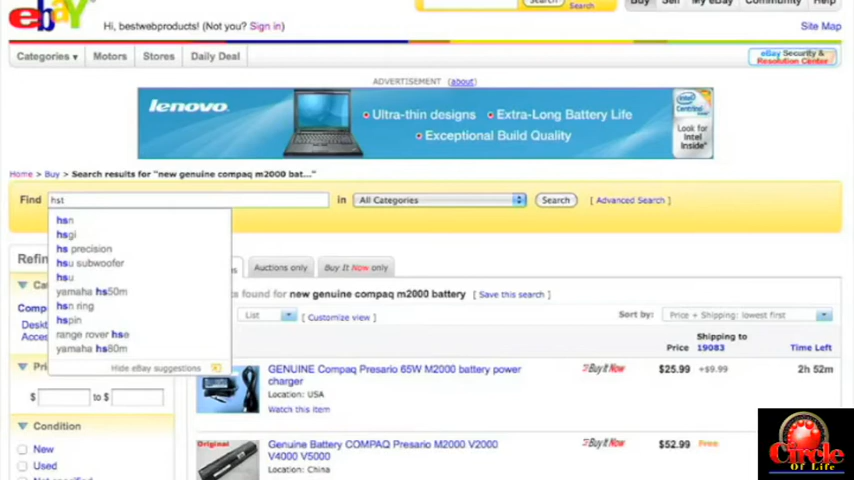 ebay
Search
Search
Buy Sell My eBay Community Help
Hi, bestwebproducts! (Not you? Sign in)
Site Map
Categories Motors Stores Daily Deal
eBay Security &
Resolution Center
ADVERTISEMENT (about)
lenovo
Ultra-thin designs Extra-Long Battery Life
Exceptional Build Quality
intel
Centrino
Look for
Intel
Inside
Home > Buy > Search results for "new genuine compaq m2000 bat..."
Find hst in All Categories Search [ Advanced Search ]
hsn
hsgi
hs precision
hsu subwoofer
hsu
yamaha hs50m
hsn ring
hspin
range rover hse
yamaha hs80m
Hide eBay suggestions
Refin
Ca
Comp
Deskt
Acces
Pri
$ to $
Condition
New
Used
Auctions only Buy It Now only
s found for new genuine compaq m2000 battery [ Save this search ]
List [ Customize view ] Sort by: Price + Shipping: lowest first
Price Shipping to
19083 Time Left
GENUINE Compaq Presario 65W M2000 battery power
charger
Location: USA
Watch this item
Buy It Now $25.99 +$9.99 2h 52m
Original
Genuine Battery COMPAQ Presario M2000 V2000
V4000 V5000
Location: China
Buy It Now $52.99 Free
Circle
Of Life